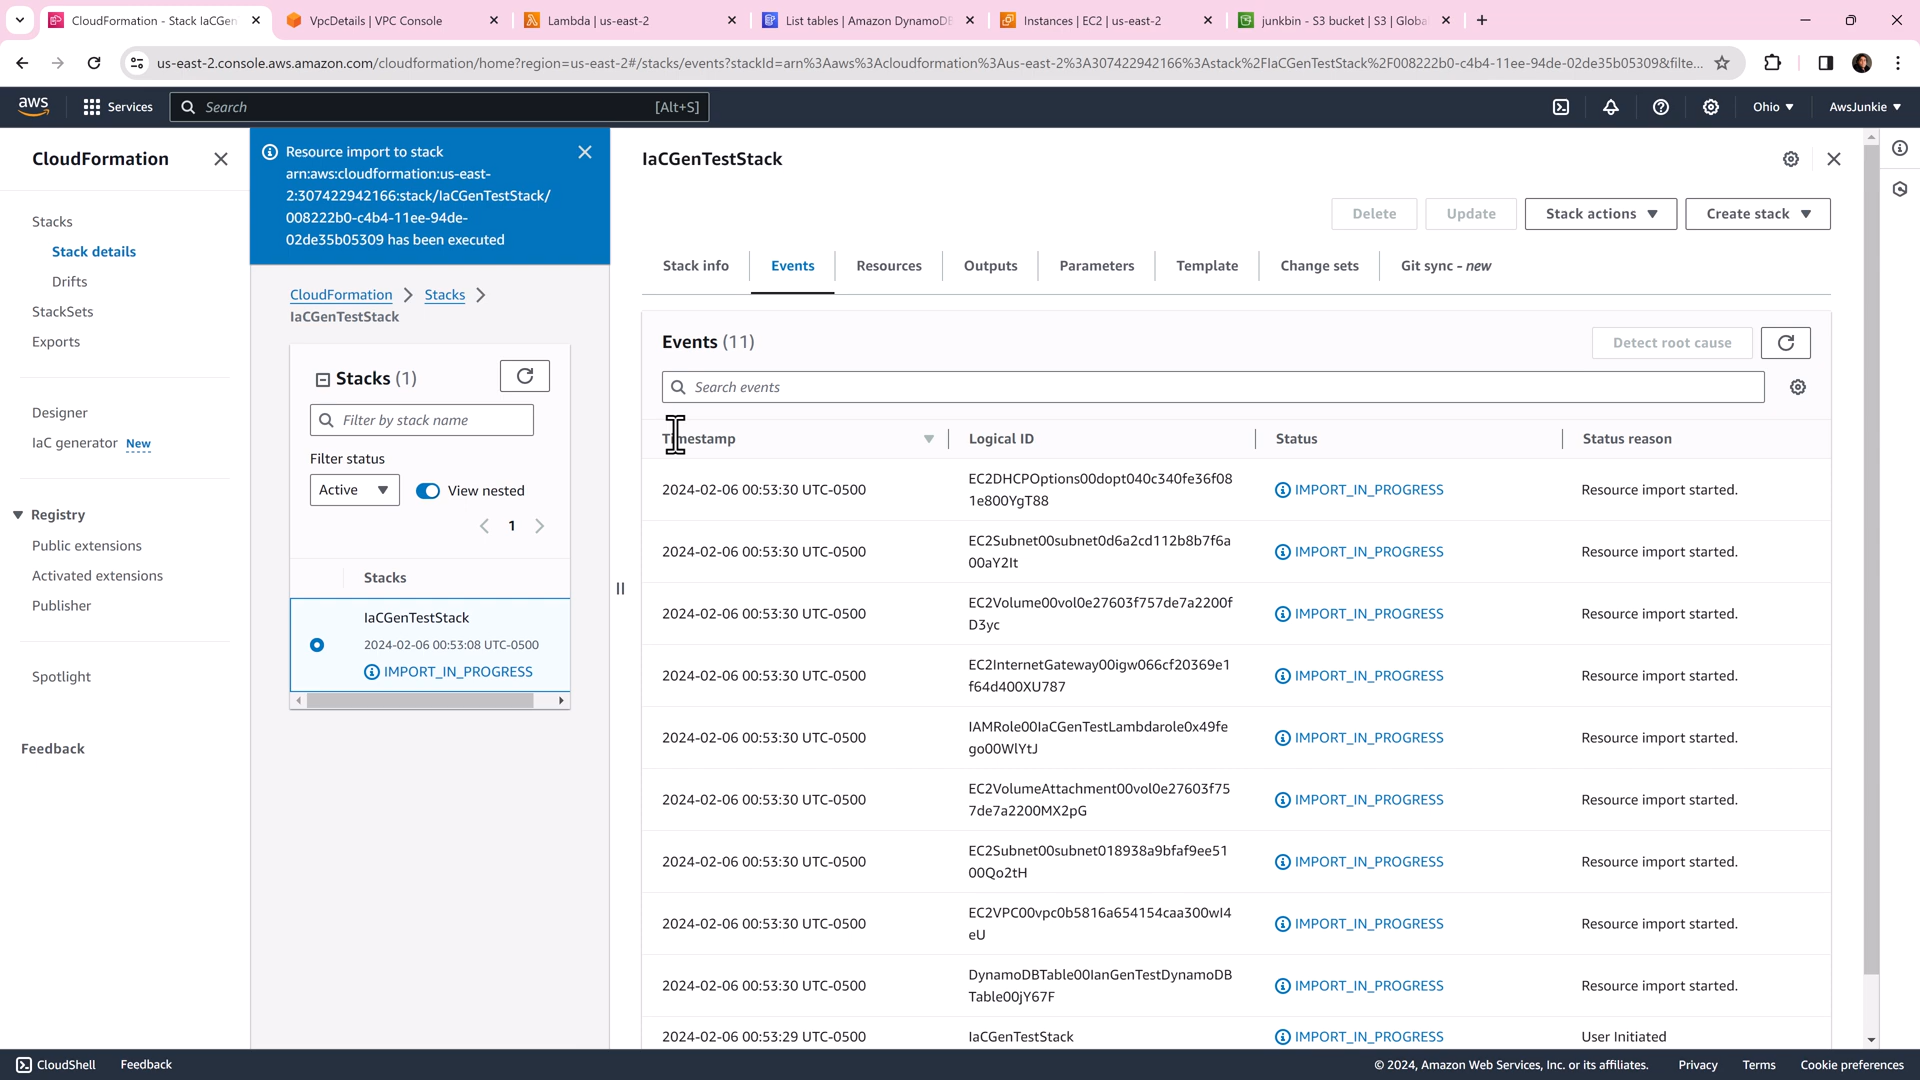 CloudFormation - Stack IaCGen
VpcDetails | VPC Console
Lambda | us-east-2
List tables | Amazon DynamoDB
Instances | EC2 | us-east-2
junkbin - S3 bucket | S3 | Globa
us-east-2.console.aws.amazon.com/cloudformation/home?region=us-east-2#/stacks/events?stackId=arn%3Aaws%3Acloudformation%3Aus-east-2%3A307422942166%3Astack%2FIaCGenTestStack%2F008222b0-c4b4-11ee-94de-02de35b05309&filte...
aws
Services
Search
[Alt+S]
Ohio
AwsJunkie
CloudFormation
Stacks
Stack details
Drifts
StackSets
Exports
Designer
IaC generator New
Registry
Public extensions
Activated extensions
Publisher
Spotlight
Feedback
Resource import to stack
arn:aws:cloudformation:us-east-
2:307422942166:stack/IaCGenTestStack/
008222b0-c4b4-11ee-94de-
02de35b05309 has been executed
CloudFormation
Stacks
IaCGenTestStack
Stacks (1)
Filter by stack name
Filter status
Active
View nested
1
Stacks
IaCGenTestStack
2024-02-06 00:53:08 UTC-0500
IMPORT_IN_PROGRESS
IaCGenTestStack
Delete
Update
Stack actions
Create stack
Stack info
Events
Resources
Outputs
Parameters
Template
Change sets
Git sync - new
Events (11)
Detect root cause
Search events
Timestamp
Logical ID
Status
Status reason
2024-02-06 00:53:30 UTC-0500
EC2DHCPOptions00dopt040c340fe36f08
1e800YgT88
IMPORT_IN_PROGRESS
Resource import started.
2024-02-06 00:53:30 UTC-0500
EC2Subnet00subnet0d6a2cd112b8b7f6a
00aY2It
IMPORT_IN_PROGRESS
Resource import started.
2024-02-06 00:53:30 UTC-0500
EC2Volume00vol0e27603f757de7a2200f
D3yc
IMPORT_IN_PROGRESS
Resource import started.
2024-02-06 00:53:30 UTC-0500
EC2InternetGateway00igw066cf20369e1
f64d400XU787
IMPORT_IN_PROGRESS
Resource import started.
2024-02-06 00:53:30 UTC-0500
IAMRole00IaCGenTestLambdarole0x49fe
go00WlYtJ
IMPORT_IN_PROGRESS
Resource import started.
2024-02-06 00:53:30 UTC-0500
EC2VolumeAttachment00vol0e27603f75
7de7a2200MX2pG
IMPORT_IN_PROGRESS
Resource import started.
2024-02-06 00:53:30 UTC-0500
EC2Subnet00subnet018938a9bfaf9ee51
00Qo2tH
IMPORT_IN_PROGRESS
Resource import started.
2024-02-06 00:53:30 UTC-0500
EC2VPC00vpc0b5816a654154caa300wI4
eU
IMPORT_IN_PROGRESS
Resource import started.
2024-02-06 00:53:30 UTC-0500
DynamoDBTable00IanGenTestDynamoDB
Table00jY67F
IMPORT_IN_PROGRESS
Resource import started.
2024-02-06 00:53:29 UTC-0500
IaCGenTestStack
IMPORT_IN_PROGRESS
User Initiated
CloudShell
Feedback
© 2024, Amazon Web Services, Inc. or its affiliates.
Privacy
Terms
Cookie preferences